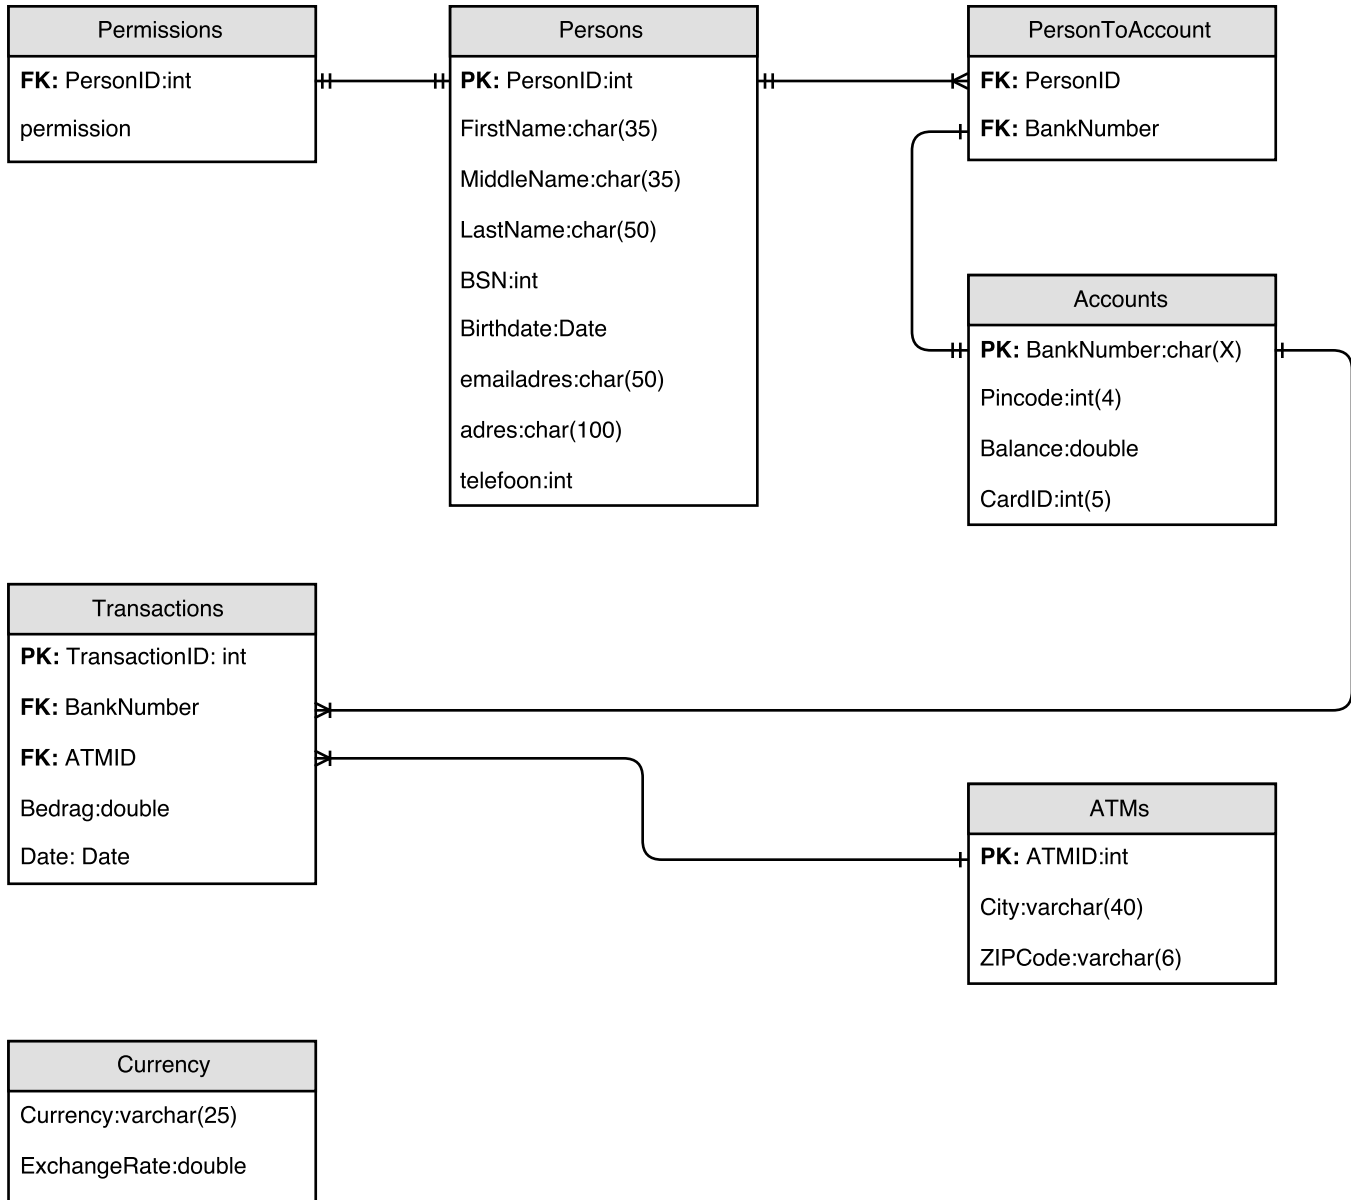 Permissions
FK: PersonID:int
permission
Persons
PK: PersonID:int
FirstName:char(35)
MiddleName:char(35)
LastName:char(50)
BSN:int
Birthdate:Date
emailadres:char(50)
adres:char(100)
telefoon:int
PersonToAccount
FK: PersonID
FK: BankNumber
Accounts
PK: BankNumber:char(X)
Pincode:int(4)
Balance:double
CardID:int(5)
Transactions
PK: TransactionID: int
FK: BankNumber
FK: ATMID
Bedrag:double
Date: Date
ATMs
PK: ATMID:int
City:varchar(40)
ZIPCode:varchar(6)
Currency
Currency:varchar(25)
ExchangeRate:double